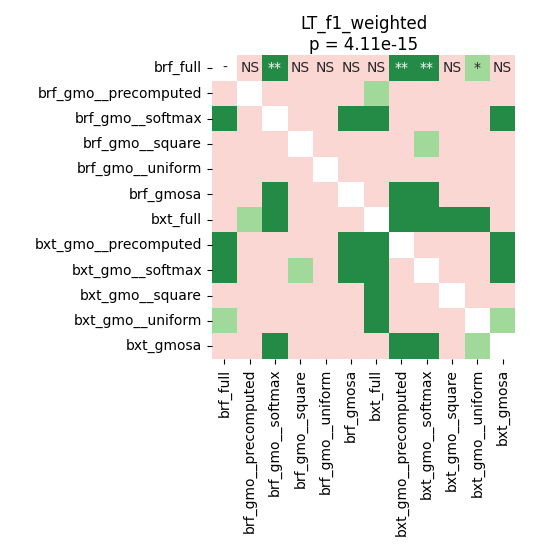 LT_f1_weighted
p = 4.11e-15
brf_full - NS ** NS NS NS NS ** ** NS * NS
brf_gmo__precomputed
brf_gmo__softmax
brf_gmo__square
brf_gmo__uniform
brf_gmosa
bxt_full
bxt_gmo__precomputed
bxt_gmo__softmax
bxt_gmo__square
bxt_gmo__uniform
bxt_gmosa
brf_full
brf_gmo__precomputed
brf_gmo__softmax
brf_gmo__square
brf_gmo__uniform
brf_gmosa
bxt_full
bxt_gmo__precomputed
bxt_gmo__softmax
bxt_gmo__square
bxt_gmo__uniform
bxt_gmosa